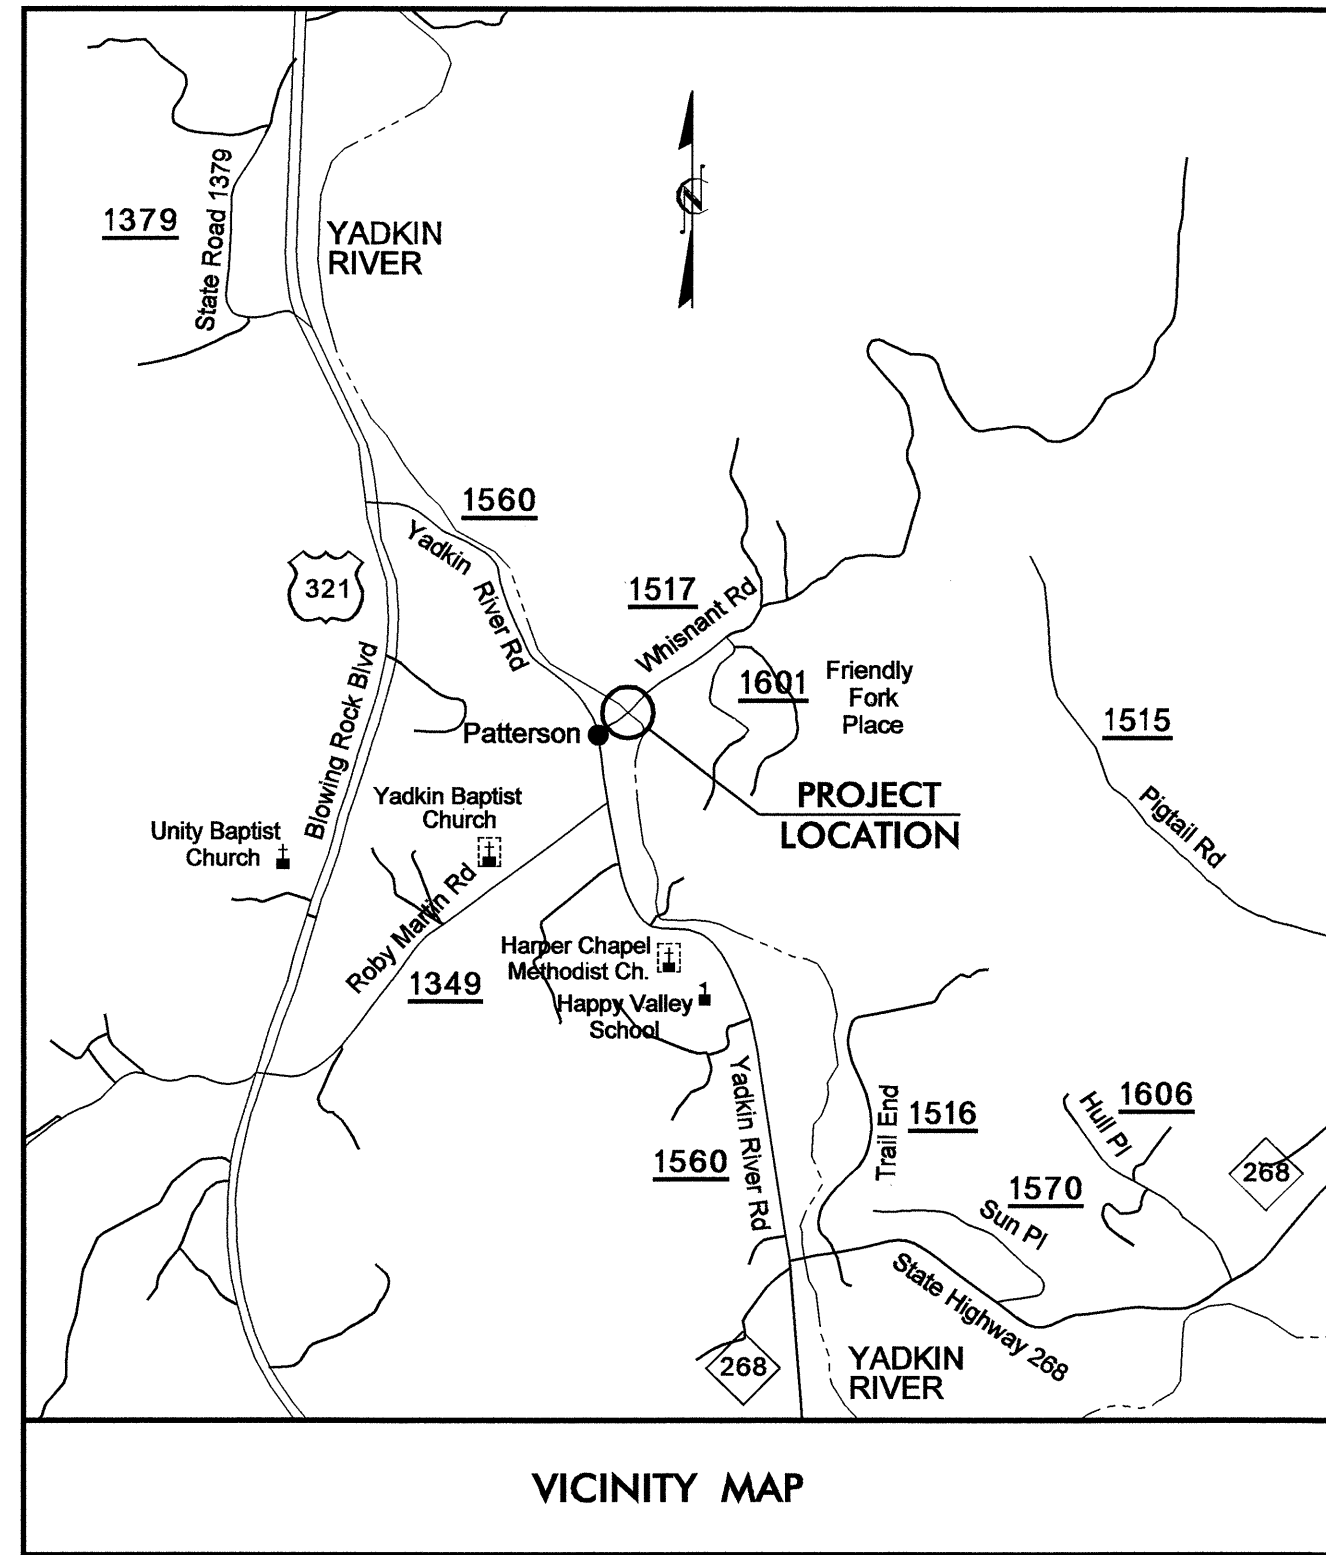 1379
State Road 1379
YADKIN
RIVER
N
1560
Yadkin River Rd
321
1517
Whisnant Rd
1601
Friendly
Fork
Place
1515
Pigtail Rd
Blowing Rock Blvd
Patterson
PROJECT
LOCATION
Yadkin Baptist
Church
Unity Baptist
Church
Roby Martin Rd
1349
Harper Chapel
Methodist Ch.
Happy Valley
School
1
Yadkin River Rd
1560
Trail End
1516
Hull Pl
1606
268
1570
Sun Pl
State Highway 268
268
YADKIN
RIVER
VICINITY MAP